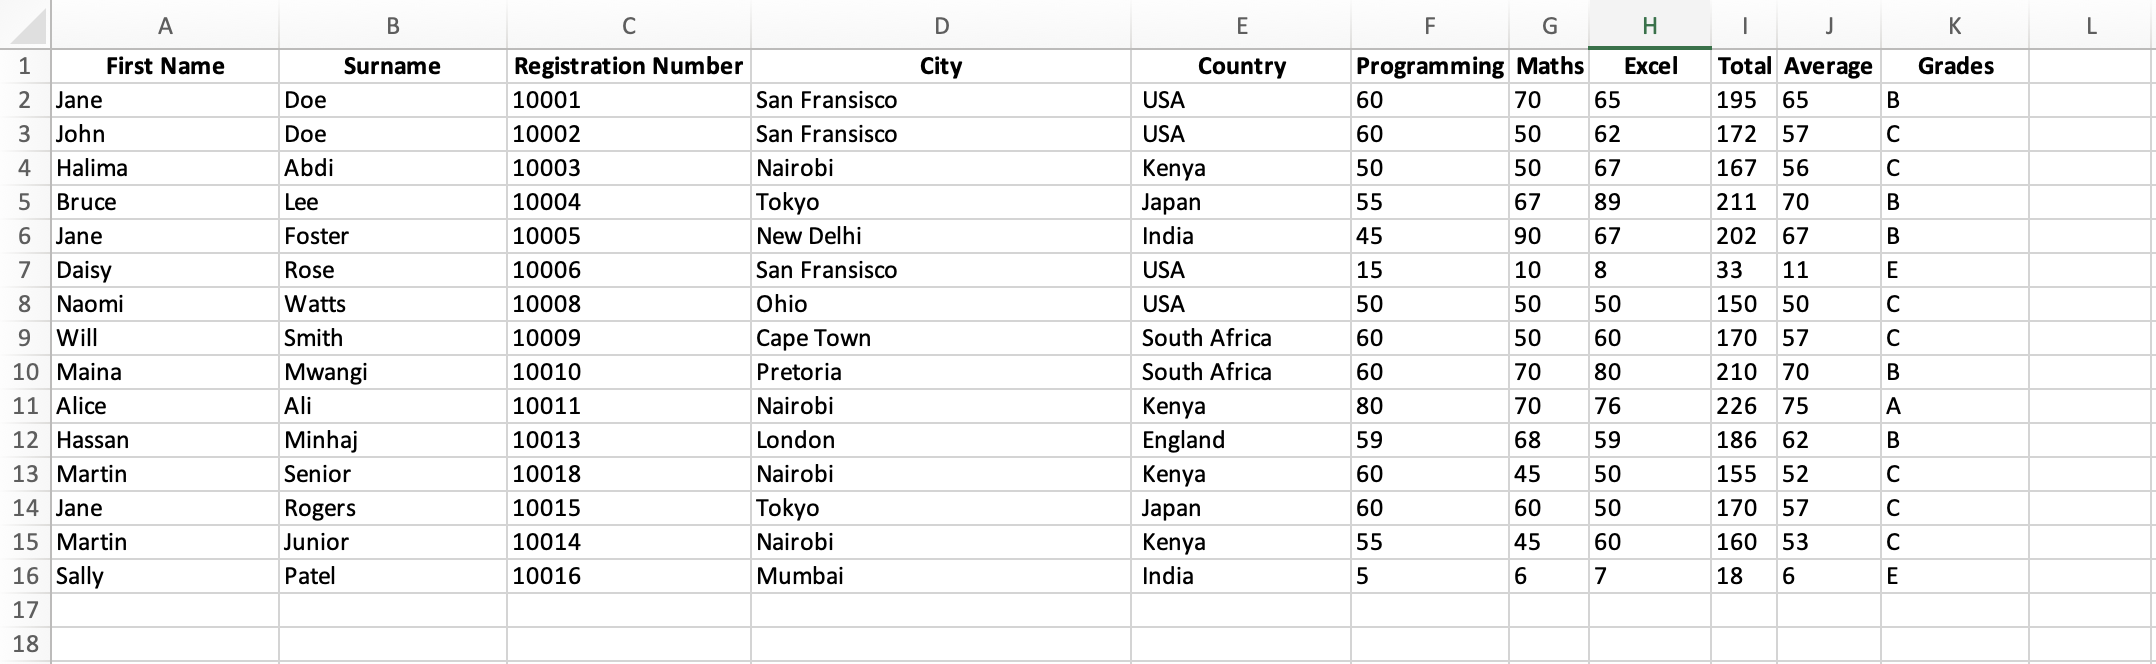 A B C D E F G H I J K L
1 First Name Surname Registration Number City Country Programming Maths Excel Total Average Grades
2 Jane Doe 10001 San Fransisco USA 60 70 65 195 65 B
3 John Doe 10002 San Fransisco USA 60 50 62 172 57 C
4 Halima Abdi 10003 Nairobi Kenya 50 50 67 167 56 C
5 Bruce Lee 10004 Tokyo Japan 55 67 89 211 70 B
6 Jane Foster 10005 New Delhi India 45 90 67 202 67 B
7 Daisy Rose 10006 San Fransisco USA 15 10 8 33 11 E
8 Naomi Watts 10008 Ohio USA 50 50 50 150 50 C
9 Will Smith 10009 Cape Town South Africa 60 50 60 170 57 C
10 Maina Mwangi 10010 Pretoria South Africa 60 70 80 210 70 B
11 Alice Ali 10011 Nairobi Kenya 80 70 76 226 75 A
12 Hassan Minhaj 10013 London England 59 68 59 186 62 B
13 Martin Senior 10018 Nairobi Kenya 60 45 50 155 52 C
14 Jane Rogers 10015 Tokyo Japan 60 60 50 170 57 C
15 Martin Junior 10014 Nairobi Kenya 55 45 60 160 53 C
16 Sally Patel 10016 Mumbai India 5 6 7 18 6 E
17
18